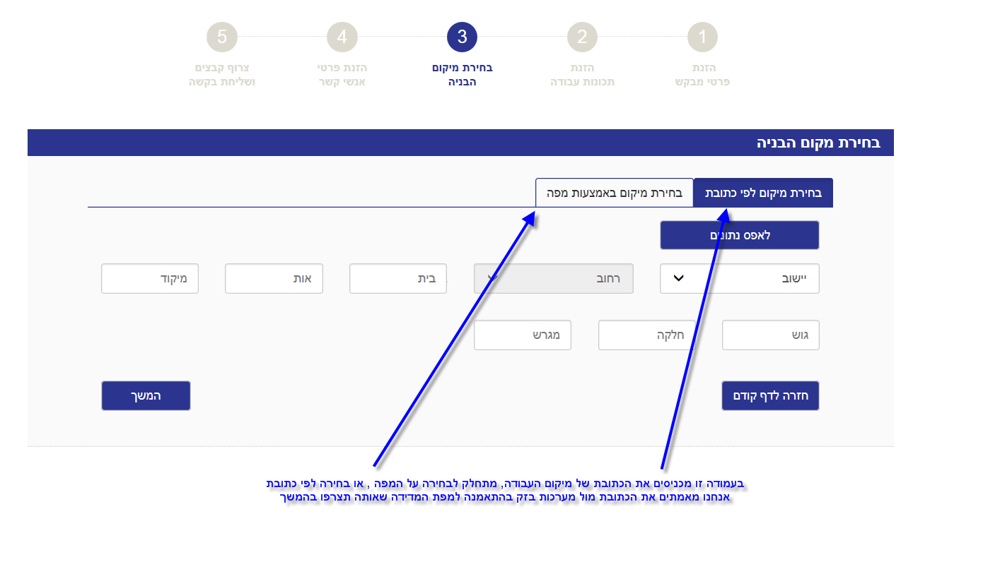 1
2
3
4
5
הזנת
פרטי מבקש
הזנת
תכונות עבודה
בחירת מיקום
הבניה
הזנת פרטי
אנשי קשר
צרוף קבצים
ושליחת בקשה
בחירת מקום הבניה
בחירת מיקום לפי כתובת
בחירת מיקום באמצעות מפה
לאפס נתונים
יישוב
רחוב
בית
אות
מיקוד
גוש
חלקה
מגרש
חזרה לדף קודם
המשך
בעמודה זו מכניסים את הכתובת של מיקום העבודה, מתחלק לבחירה על המפה , או בחירה לפי כתובת
אנחנו מאמתים את הכתובת מול מערכות בזק בהתאמנה למפת המדידה שאותה תצרפו בהמשך